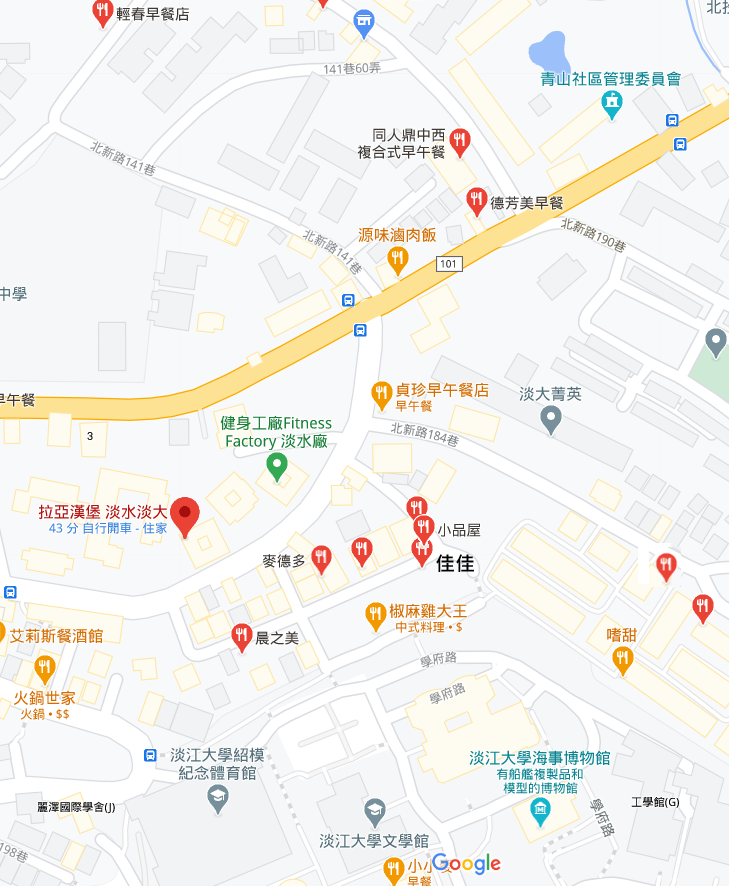 輕春早餐店
北投
141巷60弄
青山社區管理委員會
同人鼎中西
複合式早午餐
北新路141巷
德芳美早餐
北新路190巷
源味滷肉飯
北新路141巷
101
中學
貞珍早午餐店
早午餐
淡大菁英
早午餐
健身工廠Fitness
Factory 淡水廠
3
北新路184巷
拉亞漢堡 淡水淡大
43 分 自行開車 - 住家
小品屋
麥德多
佳佳
椒麻雞大王
中式料理 • $
艾莉斯餐酒館
晨之美
嗜甜
學府路
火鍋世家
火鍋 • $$
學府路
淡江大學紹模
紀念體育館
淡江大學海事博物館
有船艦複製品和
模型的博物館
麗澤國際學舍(J)
工學館(G)
學府路
淡江大學文學館
198巷
Google
早餐